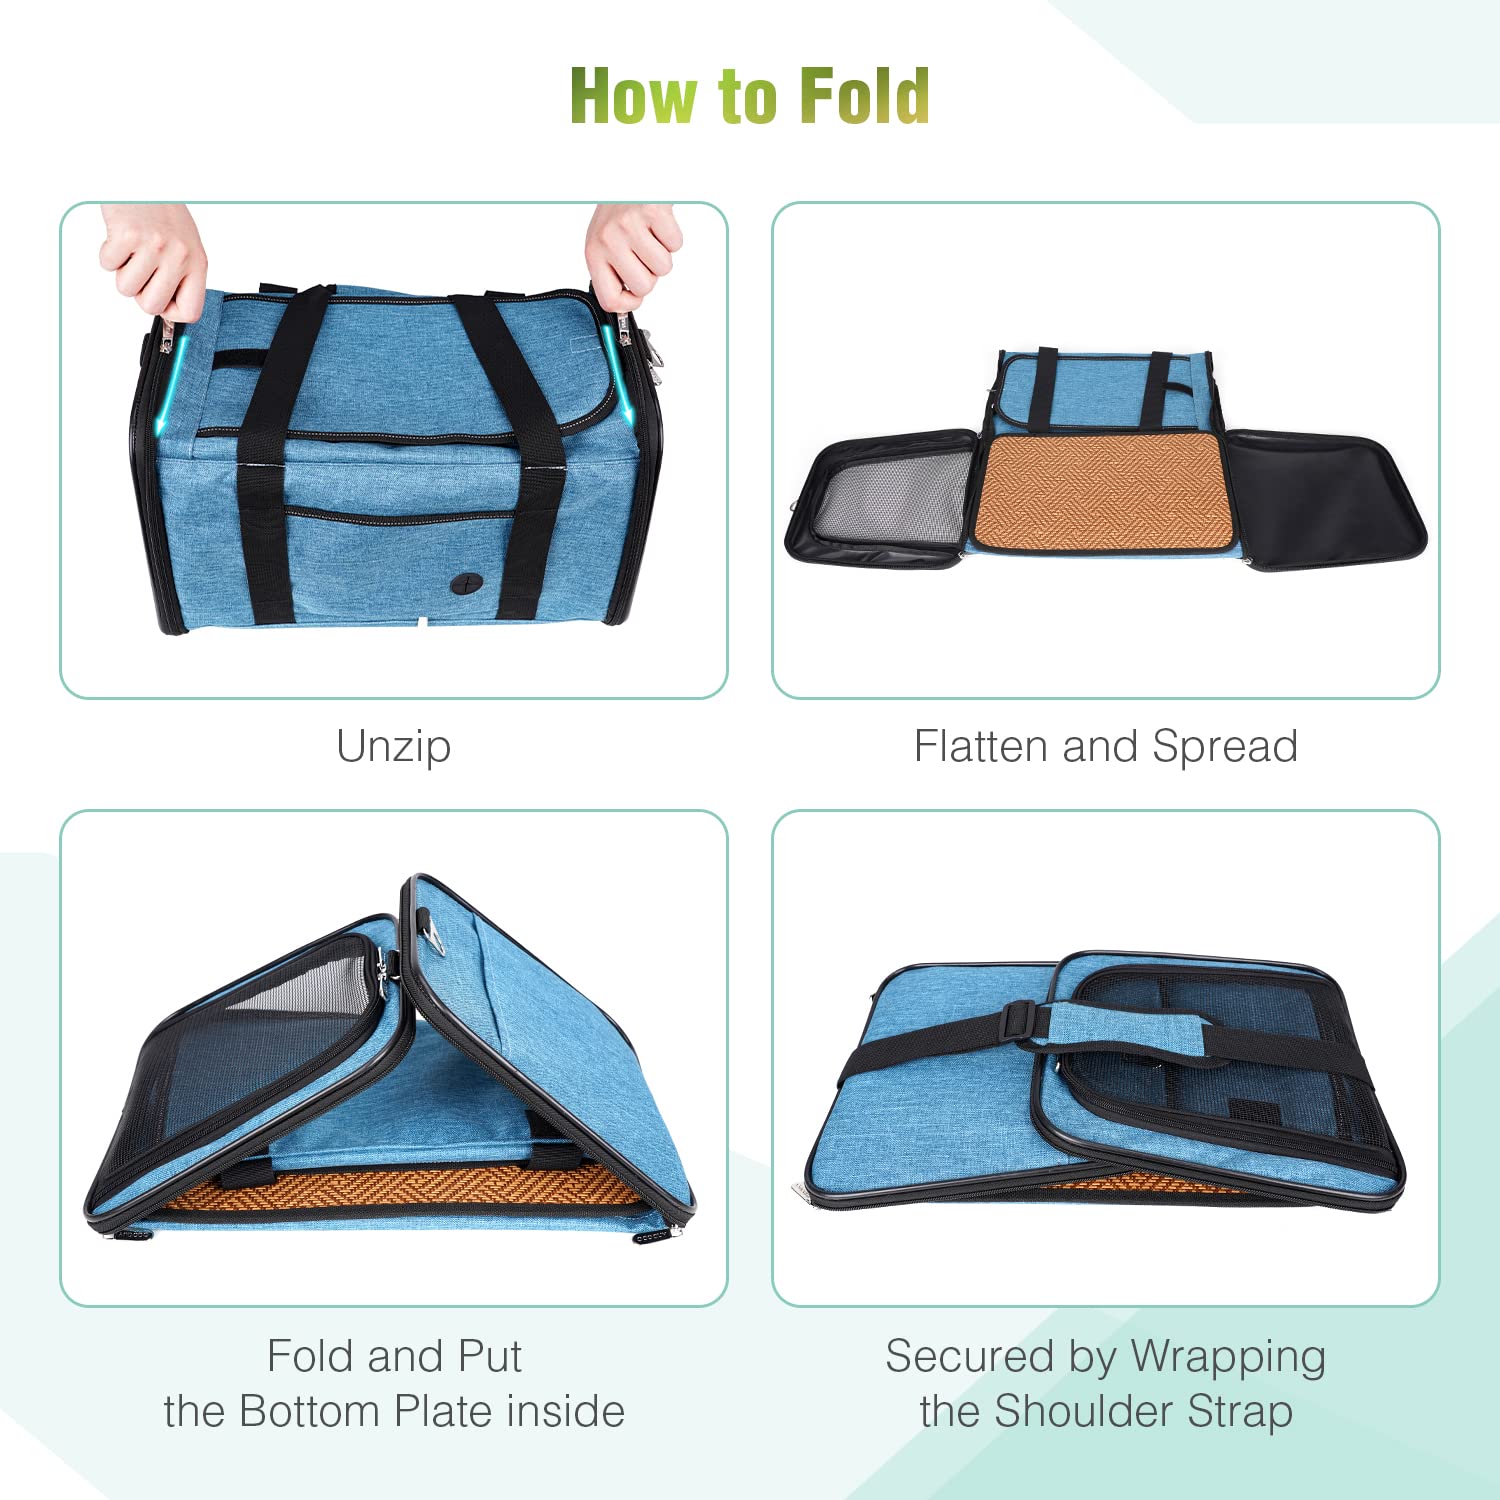 How to Fold
Unzip
Flatten and Spread
Fold and Put
the Bottom Plate inside
Secured by Wrapping
the Shoulder Strap